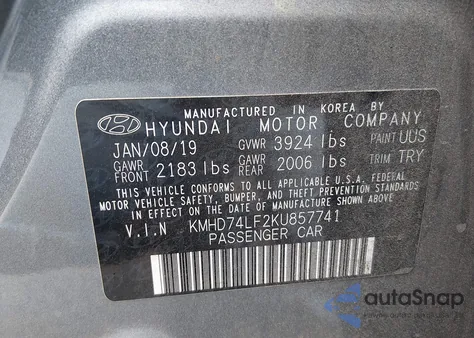 MANUFACTURED IN KOREA BY
HYUNDAI MOTOR COMPANY
JAN/08/19 GVWR 3924 lbs PAINT UUS
GAWR FRONT 2183 lbs GAWR REAR 2006 lbs TRIM TRY
THIS VEHICLE CONFORMS TO ALL APPLICABLE U.S.A. FEDERAL
MOTOR VEHICLE SAFETY, BUMPER, AND THEFT PREVENTION STANDARDS
IN EFFECT ON THE DATE OF MANUFACTURE SHOWN ABOVE.
V.I.N KMHD74LF2KU857741
PASSENGER CAR
autoSnap